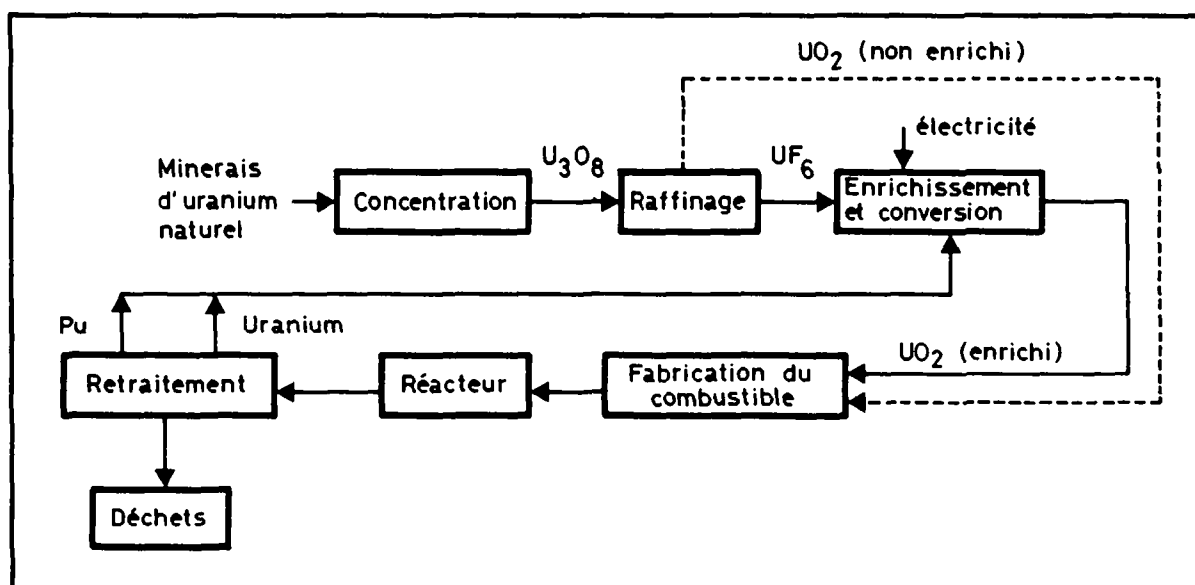 UO₂ (non enrichi)
électricité
Minerais
d'uranium
naturel
Concentration
U₃O₈
Raffinage
UF₆
Enrichissement
et conversion
Pu
Uranium
UO₂ (enrichi)
Retraitement
Réacteur
Fabrication du
combustible
Déchets